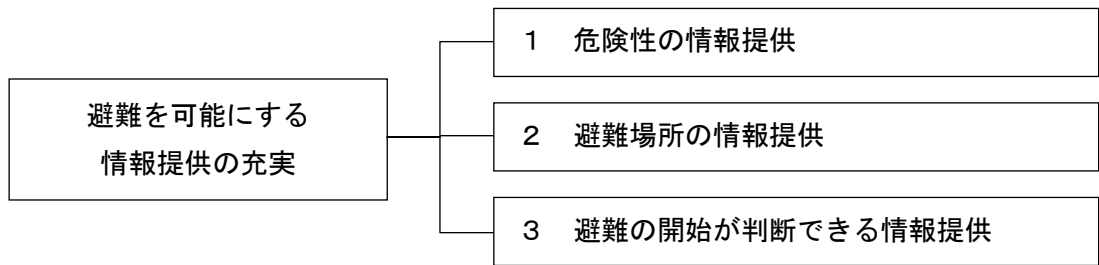 避難を可能にする
情報提供の充実
１　危険性の情報提供
２　避難場所の情報提供
３　避難の開始が判断できる情報提供